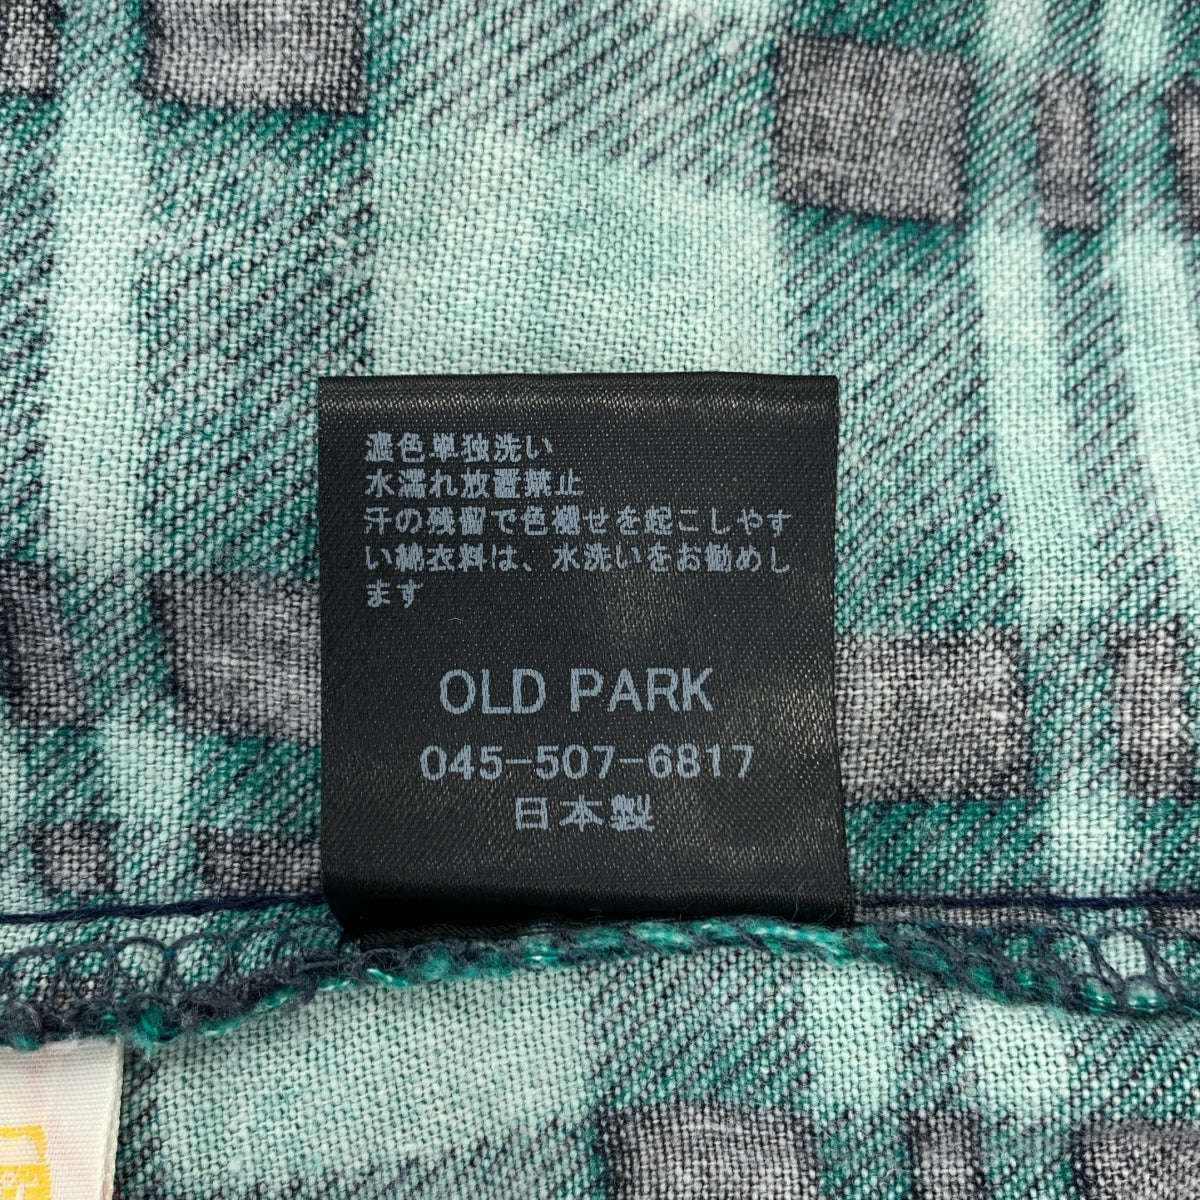 濃色単独洗い
水濡れ放置禁止
汗の残留で色褪せを起こしやす
い綿衣料は、水洗いをお勧めし
ます
OLD PARK
045-507-6817
日本製